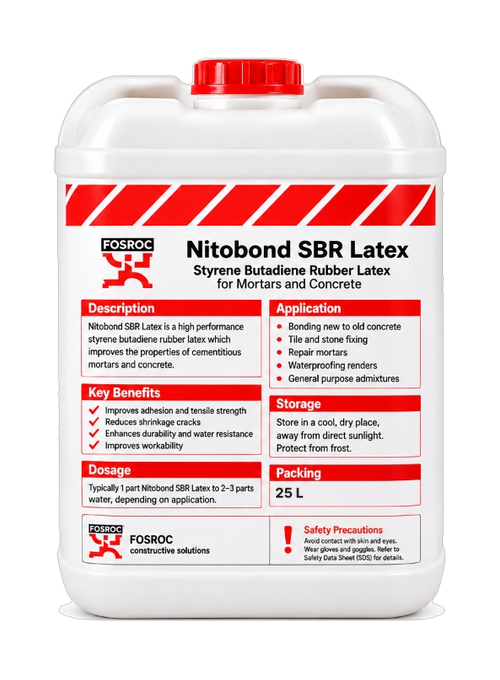 FOSROC
Nitobond SBR Latex
Styrene Butadiene Rubber Latex
for Mortars and Concrete
Description
Nitobond SBR Latex is a high performance
styrene butadiene rubber latex which
improves the properties of cementitious
mortars and concrete.
Key Benefits
Improves adhesion and tensile strength
Reduces shrinkage cracks
Enhances durability and water resistance
Improves workability
Dosage
Typically 1 part Nitobond SBR Latex to 2–3 parts
water, depending on application.
Application
• Bonding new to old concrete
• Tile and stone fixing
• Repair mortars
• Waterproofing renders
• General purpose admixtures
Storage
Store in a cool, dry place,
away from direct sunlight.
Protect from frost.
Packing
25 L
FOSROC
FOSROC
constructive solutions
! Safety Precautions
Avoid contact with skin and eyes.
Wear gloves and goggles. Refer to
Safety Data Sheet (SDS) for details.